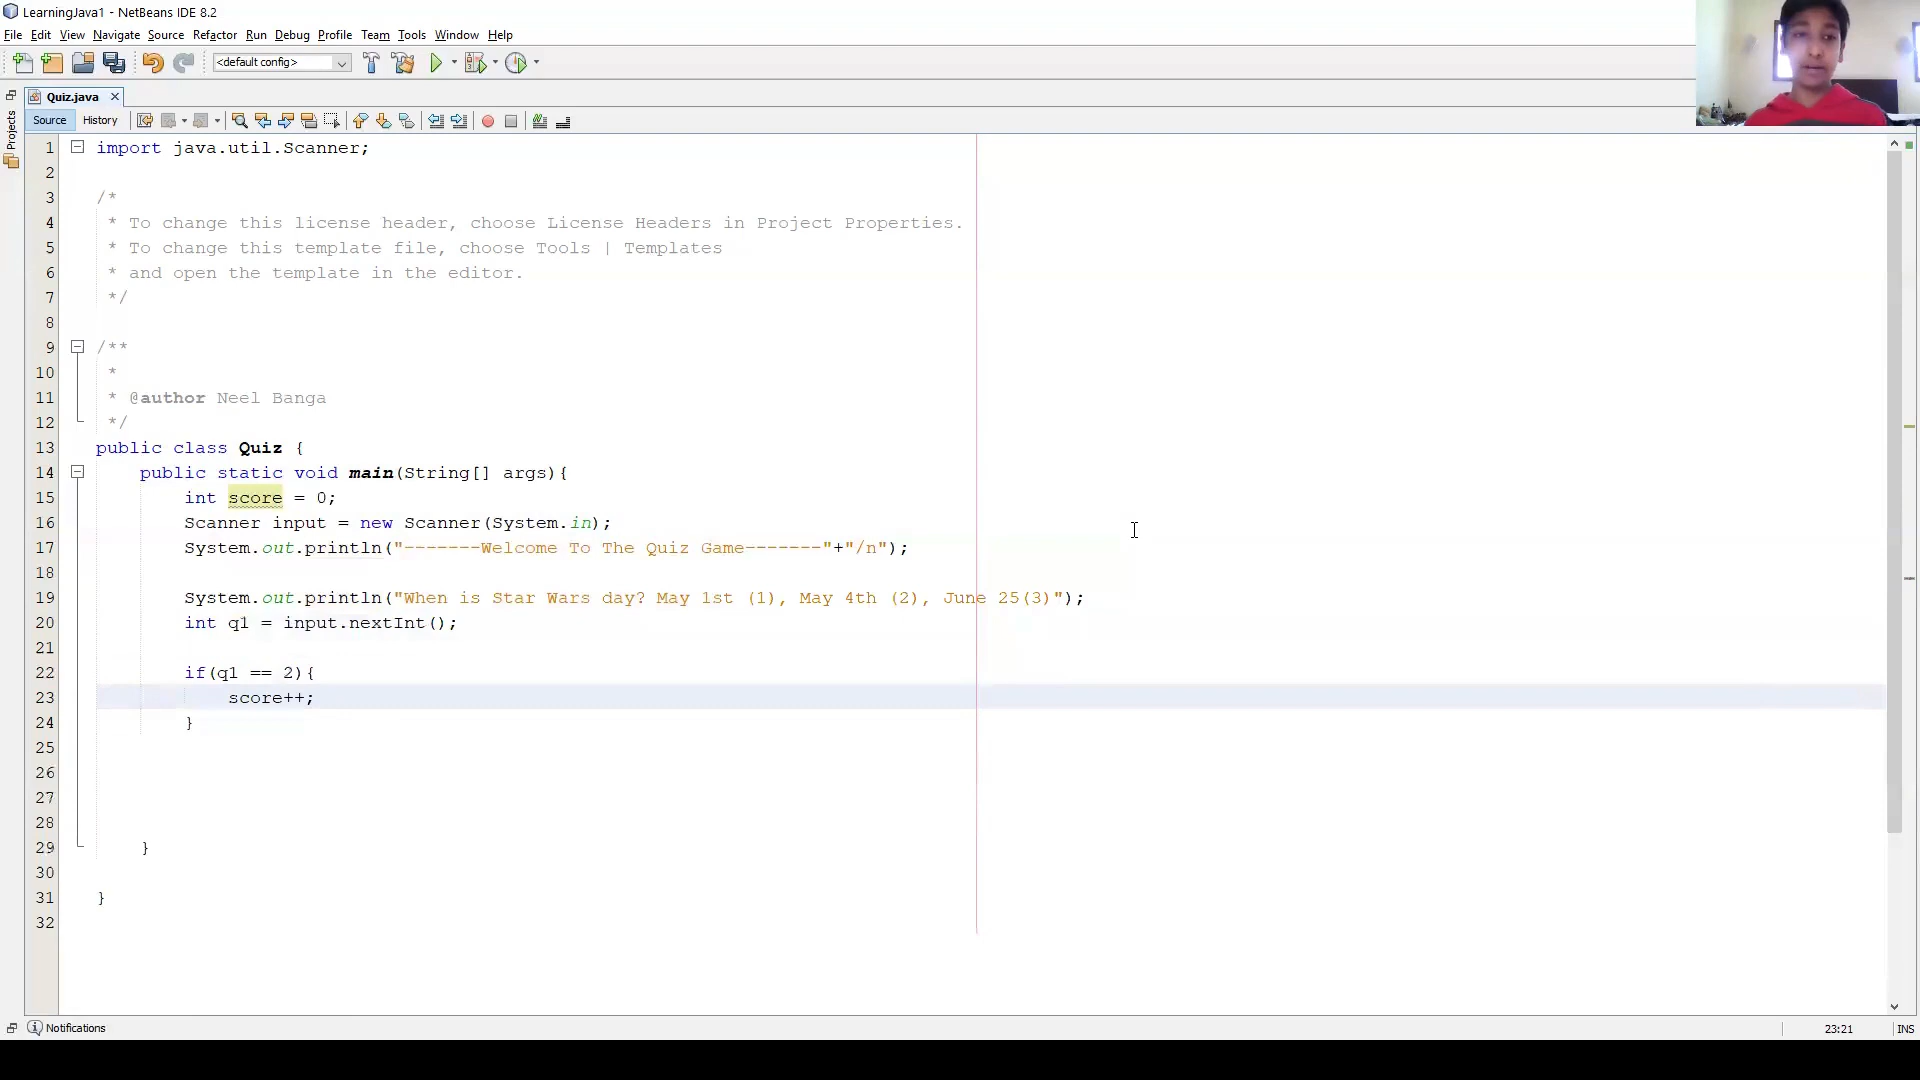 LearningJava1 - NetBeans IDE 8.2
File Edit View Navigate Source Refactor Run Debug Profile Team Tools Window Help
<default config>
Projects
Quiz.java
Source History
1 import java.util.Scanner;
2
3 /*
4 * To change this license header, choose License Headers in Project Properties.
5 * To change this template file, choose Tools | Templates
6 * and open the template in the editor.
7 */
8
9 /**
10 *
11 * @author Neel Banga
12 */
13 public class Quiz {
14 public static void main(String[] args){
15 int score = 0;
16 Scanner input = new Scanner(System.in);
17 System.out.println("-------Welcome To The Quiz Game-------"+"/n");
18
19 System.out.println("When is Star Wars day? May 1st (1), May 4th (2), June 25(3)");
20 int q1 = input.nextInt();
21
22 if(q1 == 2){
23 score++;
24 }
25
26
27
28
29 }
30
31 }
32
Notifications
23:21 INS